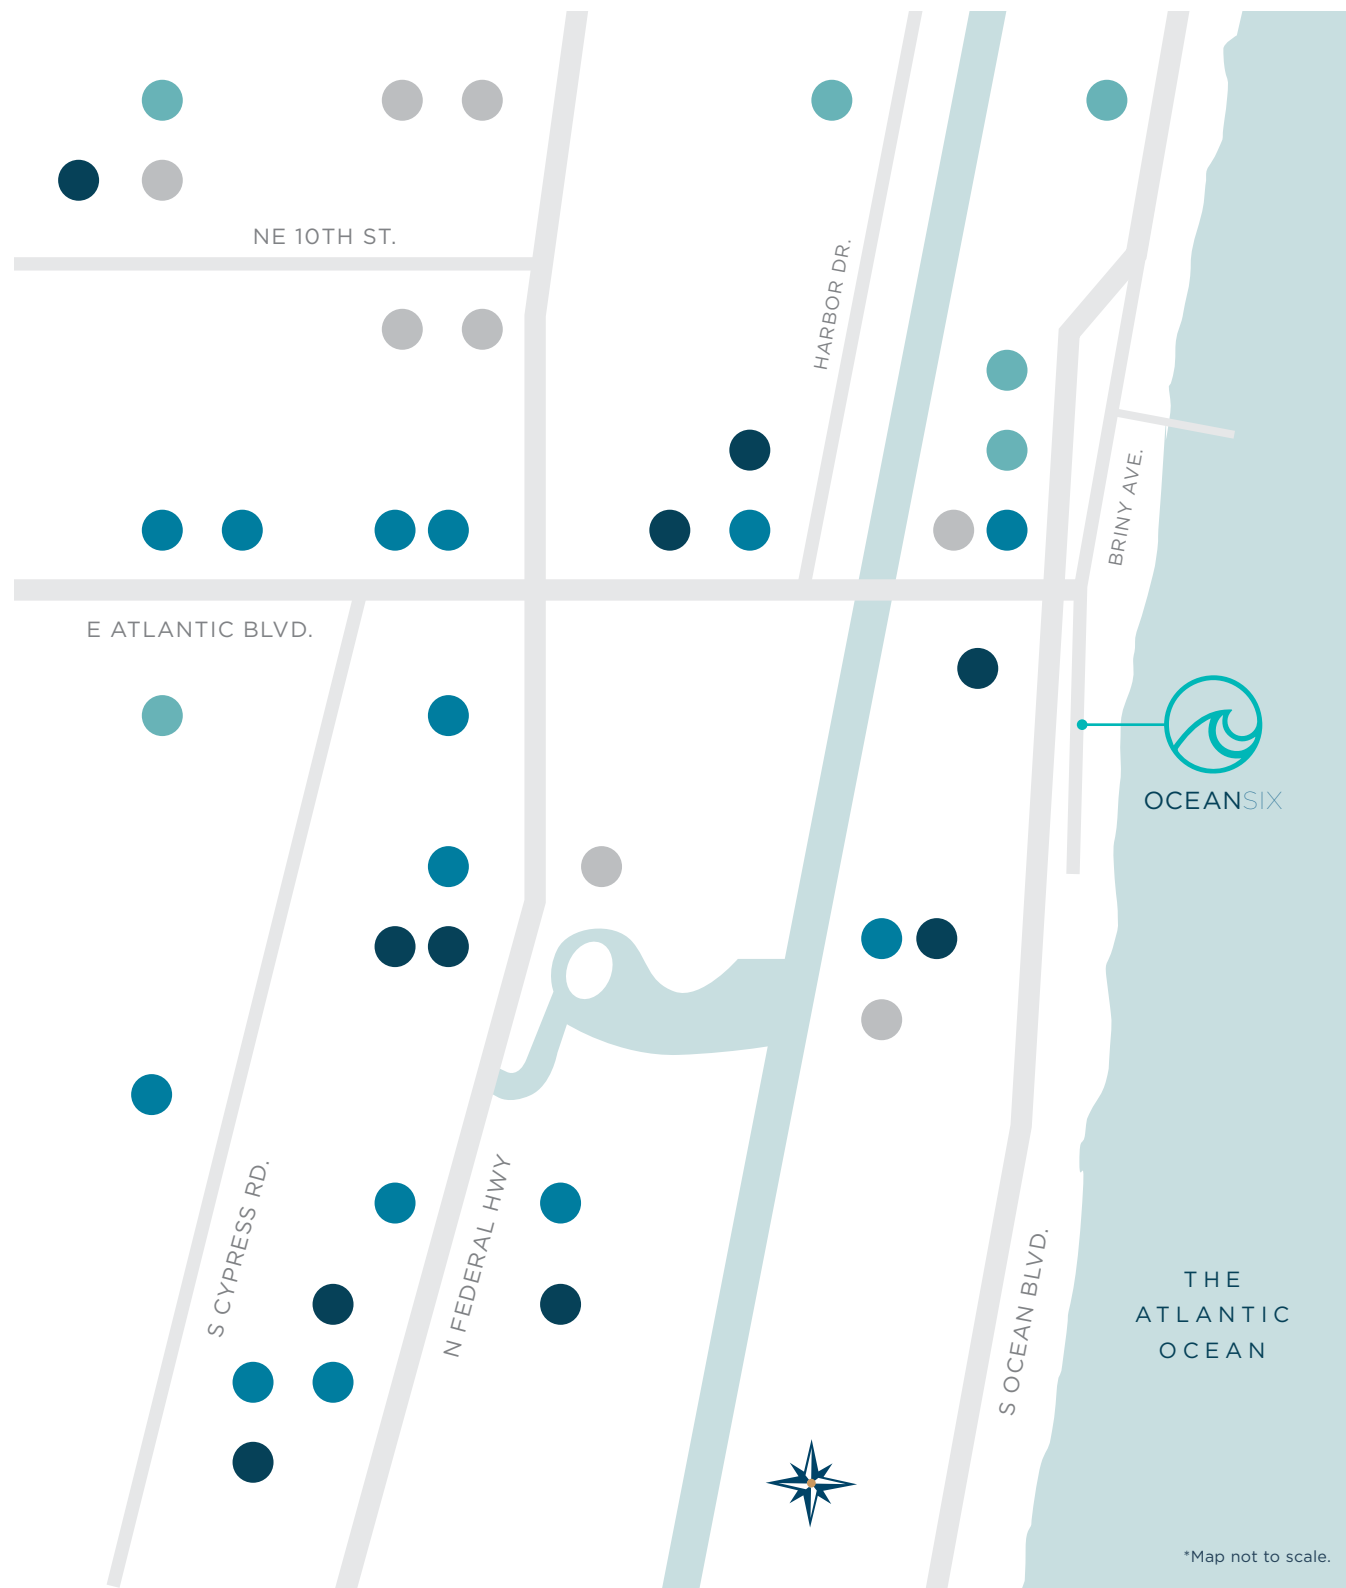 NE 10TH ST.
HARBOR DR.
BRINY AVE.
E ATLANTIC BLVD.
OCEANSIX
S CYPRESS RD.
N FEDERAL HWY
S OCEAN BLVD.
THE
ATLANTIC
OCEAN
*Map not to scale.